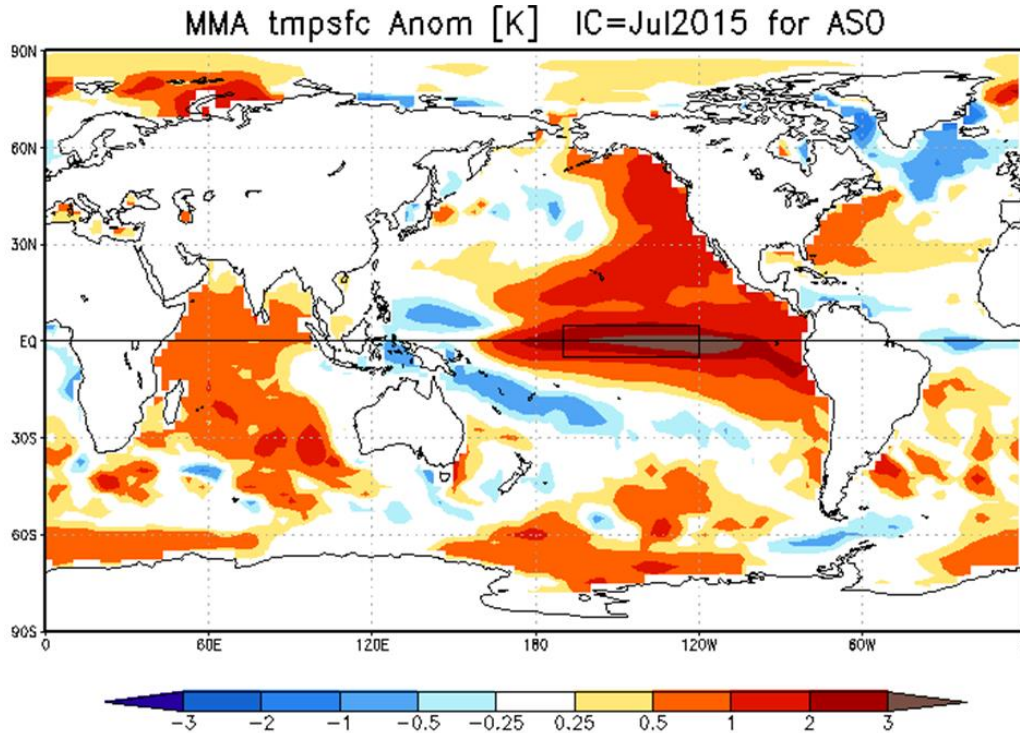 MMA tmpsfc Anom [K] IC=Jul2015 for ASO
90N
60N
30N
EQ
30S
60S
90S
0 60E 120E 180 120W 60W
-3 -2 -1 -0.5 -0.25 0.25 0.5 1 2 3